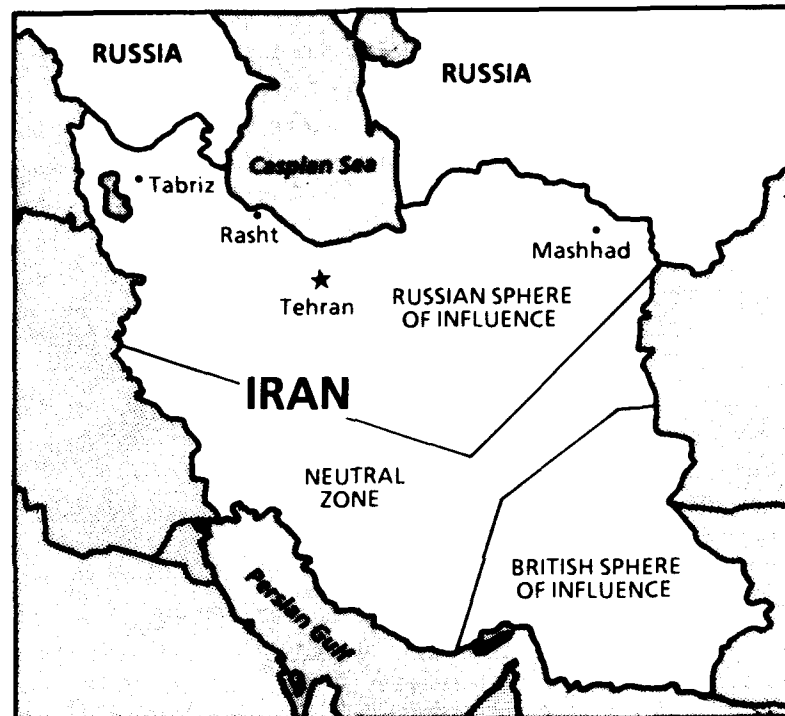 RUSSIA
RUSSIA
Caspian Sea
Tabriz
Rasht
Mashhad
Tehran
RUSSIAN SPHERE
OF INFLUENCE
IRAN
NEUTRAL
ZONE
BRITISH SPHERE
OF INFLUENCE
Persian Gulf